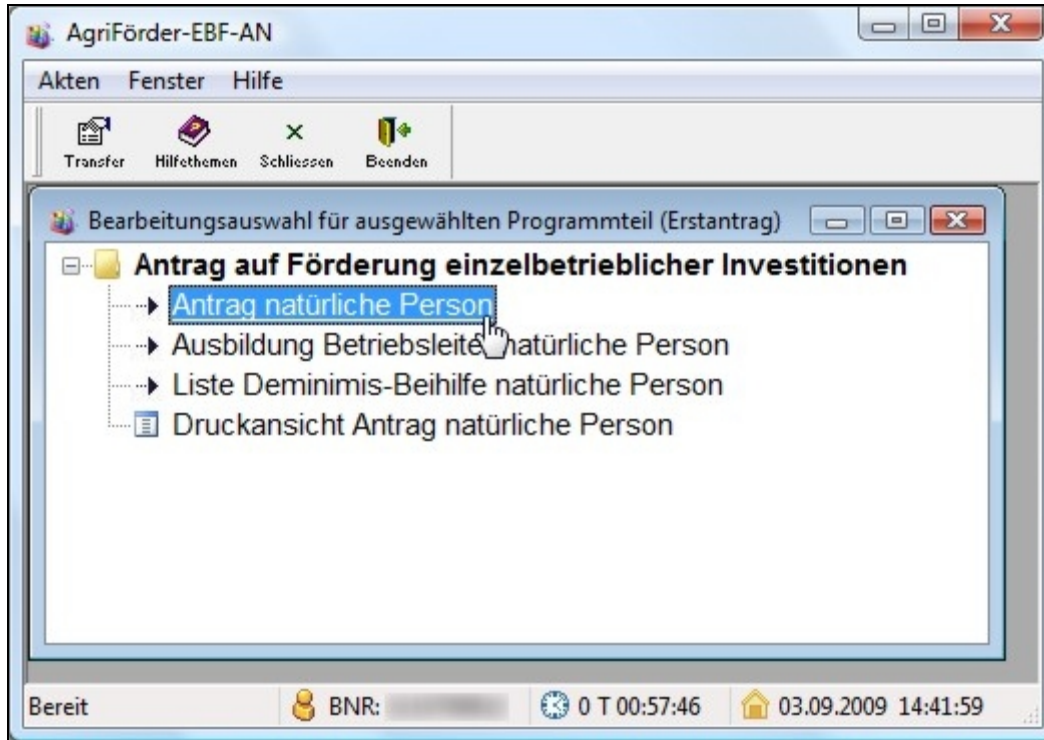 AgriFörder-EBF-AN
Akten Fenster Hilfe
Transfer Hilfethemen Schliessen Beenden
Bearbeitungsauswahl für ausgewählten Programmteil (Erstantrag)
Antrag auf Förderung einzelbetrieblicher Investitionen
Antrag natürliche Person
Ausbildung Betriebsleiter natürliche Person
Liste Deminimis-Beihilfe natürliche Person
Druckansicht Antrag natürliche Person
Bereit BNR: 0 T 00:57:46 03.09.2009 14:41:59